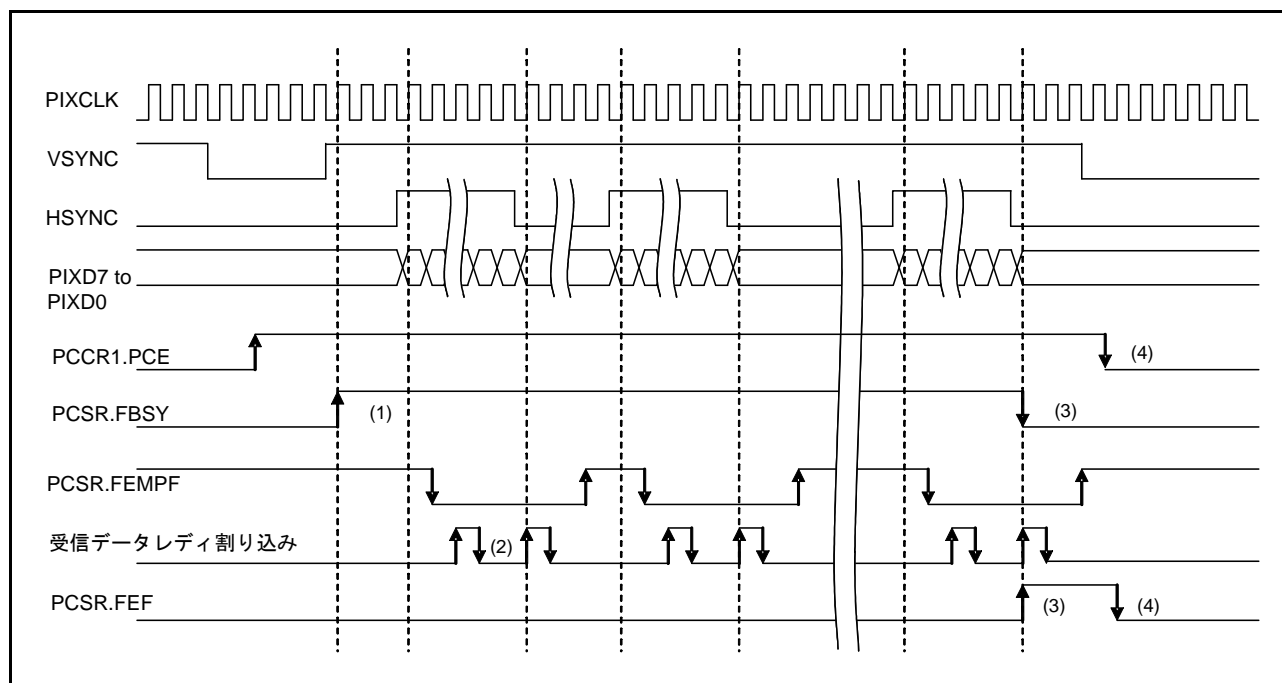 PIXCLK
VSYNC
HSYNC
PIXD7 to
PIXD0
PCCR1.PCE
(4)
PCSR.FBSY
(1)
(3)
PCSR.FEMPF
受信データレディ割り込み
(2)
PCSR.FEF
(3)
(4)